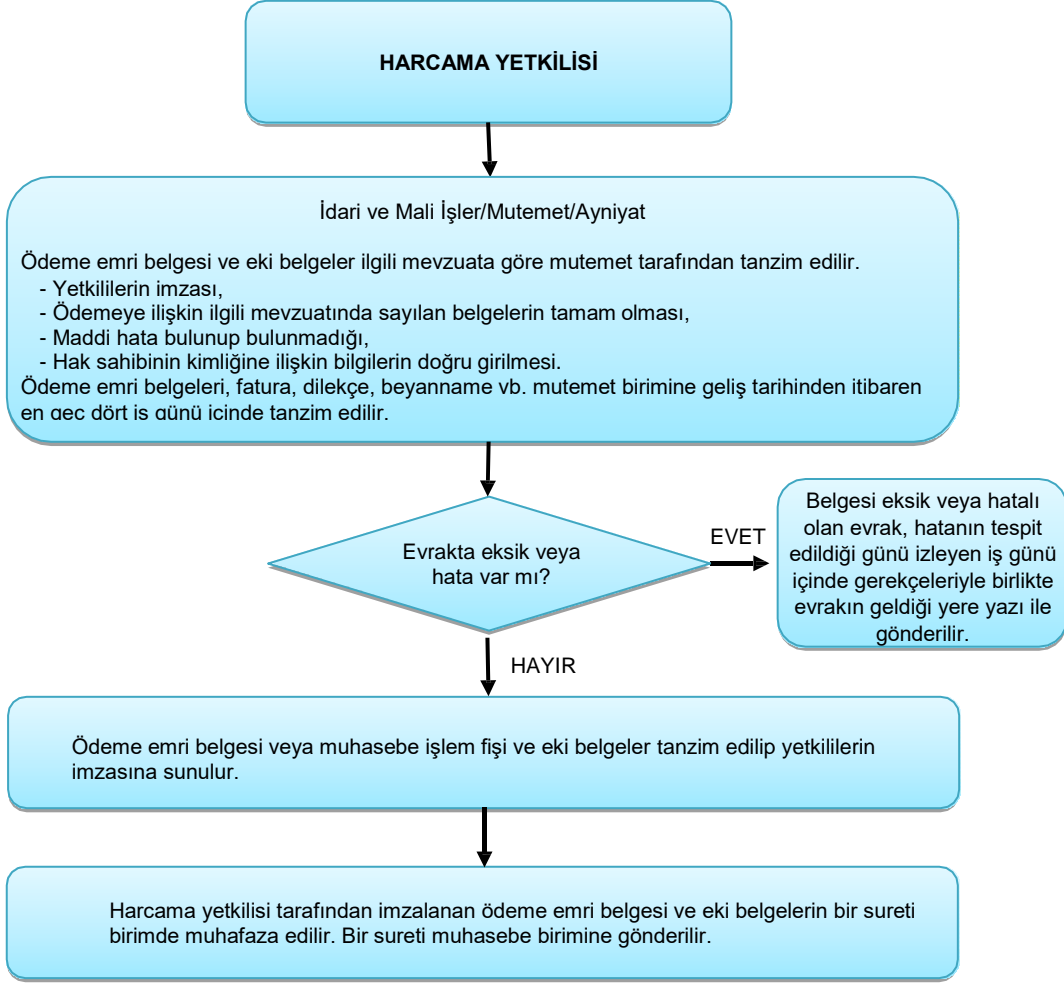 HARCAMA YETKİLİSİ
İdari ve Mali İşler/Mutemet/Ayniyat
Ödeme emri belgesi ve eki belgeler ilgili mevzuata göre mutemet tarafından tanzim edilir.
- Yetkililerin imzası,
- Ödemeye ilişkin ilgili mevzuatında sayılan belgelerin tamam olması,
- Maddi hata bulunup bulunmadığı,
- Hak sahibinin kimliğine ilişkin bilgilerin doğru girilmesi.
Ödeme emri belgeleri, fatura, dilekçe, beyanname vb. mutemet birimine geliş tarihinden itibaren
en geç dört iş günü içinde tanzim edilir.
Evrakta eksik veya
hata var mı?
EVET
Belgesi eksik veya hatalı
olan evrak, hatanın tespit
edildiği günü izleyen iş günü
içinde gerekçeleriyle birlikte
evrakın geldiği yere yazı ile
gönderilir.
HAYIR
Ödeme emri belgesi veya muhasebe işlem fişi ve eki belgeler tanzim edilip yetkililerin
imzasına sunulur.
Harcama yetkilisi tarafından imzalanan ödeme emri belgesi ve eki belgelerin bir sureti
birimde muhafaza edilir. Bir sureti muhasebe birimine gönderilir.